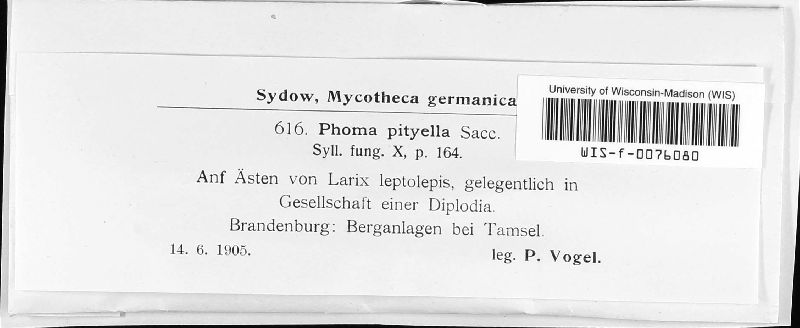 Sydow, Mycotheca germanica
University of Wisconsin-Madison (WIS)
WIS-f-0076080
616. Phoma pityella Sacc.
Syll. fung. X, p. 164.
Anf Ästen von Larix leptolepis, gelegentlich in
Gesellschaft einer Diplodia.
Brandenburg: Berganlagen bei Tamsel.
14. 6. 1905. leg. P. Vogel.